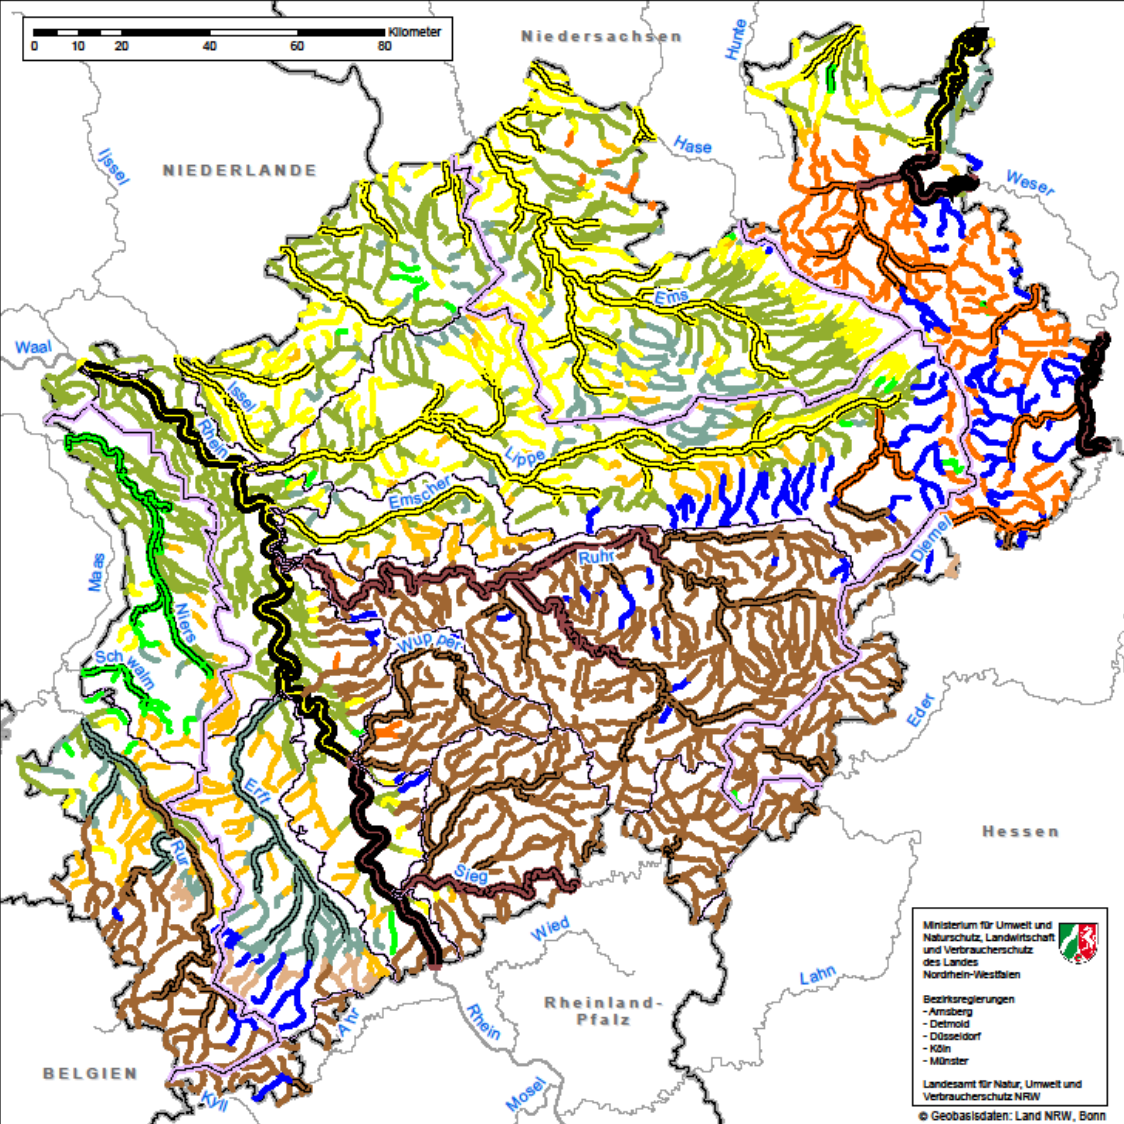 Kilometer
0 10 20 40 60 80
Niedersachsen
Hunte
Hase
Ijssel
NIEDERLANDE
Weser
Ems
Waal
Issel
Rhein
Lippe
Emscher
Diemel
Ruhr
Maas
Niers
Wupper
Schwalm
Eder
Erft
Hessen
Rur
Sieg
Wied
Lahn
Rheinland-
Pfalz
Rhein
Ahr
BELGIEN
Kyll
Mosel
Ministerium für Umwelt und
Naturschutz, Landwirtschaft
und Verbraucherschutz
des Landes
Nordrhein-Westfalen
Bezirksregierungen
- Arnsberg
- Detmold
- Düsseldorf
- Köln
- Münster
Landesamt für Natur, Umwelt und
Verbraucherschutz NRW
© Geobasisdaten: Land NRW, Bonn